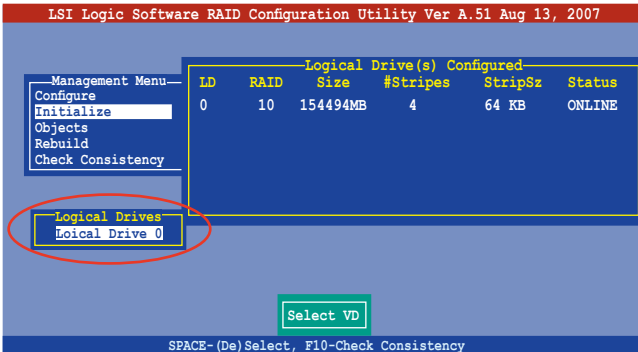 LSI Logic Software RAID Configuration Utility Ver A.51 Aug 13, 2007
Management Menu
Configure
Initialize
Objects
Rebuild
Check Consistency
Logical Drive(s) Configured
LD RAID Size #Stripes StripSz Status
0 10 154494MB 4 64 KB ONLINE
Logical Drives
Loical Drive 0
Select VD
SPACE-(De)Select, F10-Check Consistency